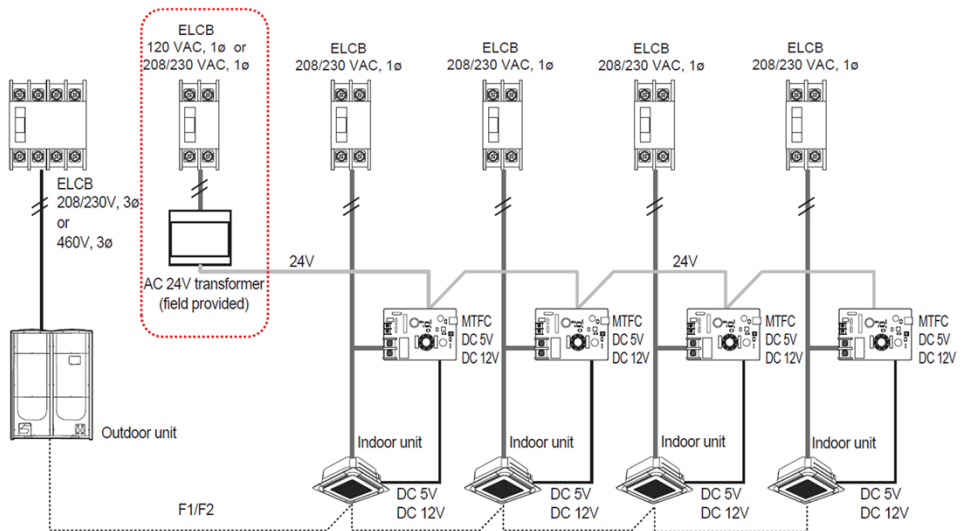 ELCB
120 VAC, 1ø or
208/230 VAC, 1ø
ELCB
208/230 VAC, 1ø
ELCB
208/230 VAC, 1ø
ELCB
208/230 VAC, 1ø
ELCB
208/230 VAC, 1ø
ELCB
208/230V, 3ø
or
460V, 3ø
AC 24V transformer
(field provided)
24V
24V
MTFC
DC 5V
DC 12V
MTFC
DC 5V
DC 12V
MTFC
DC 5V
DC 12V
MTFC
DC 5V
DC 12V
Outdoor unit
Indoor unit
Indoor unit
Indoor unit
Indoor unit
DC 5V
DC 12V
DC 5V
DC 12V
DC 5V
DC 12V
DC 5V
DC 12V
F1/F2